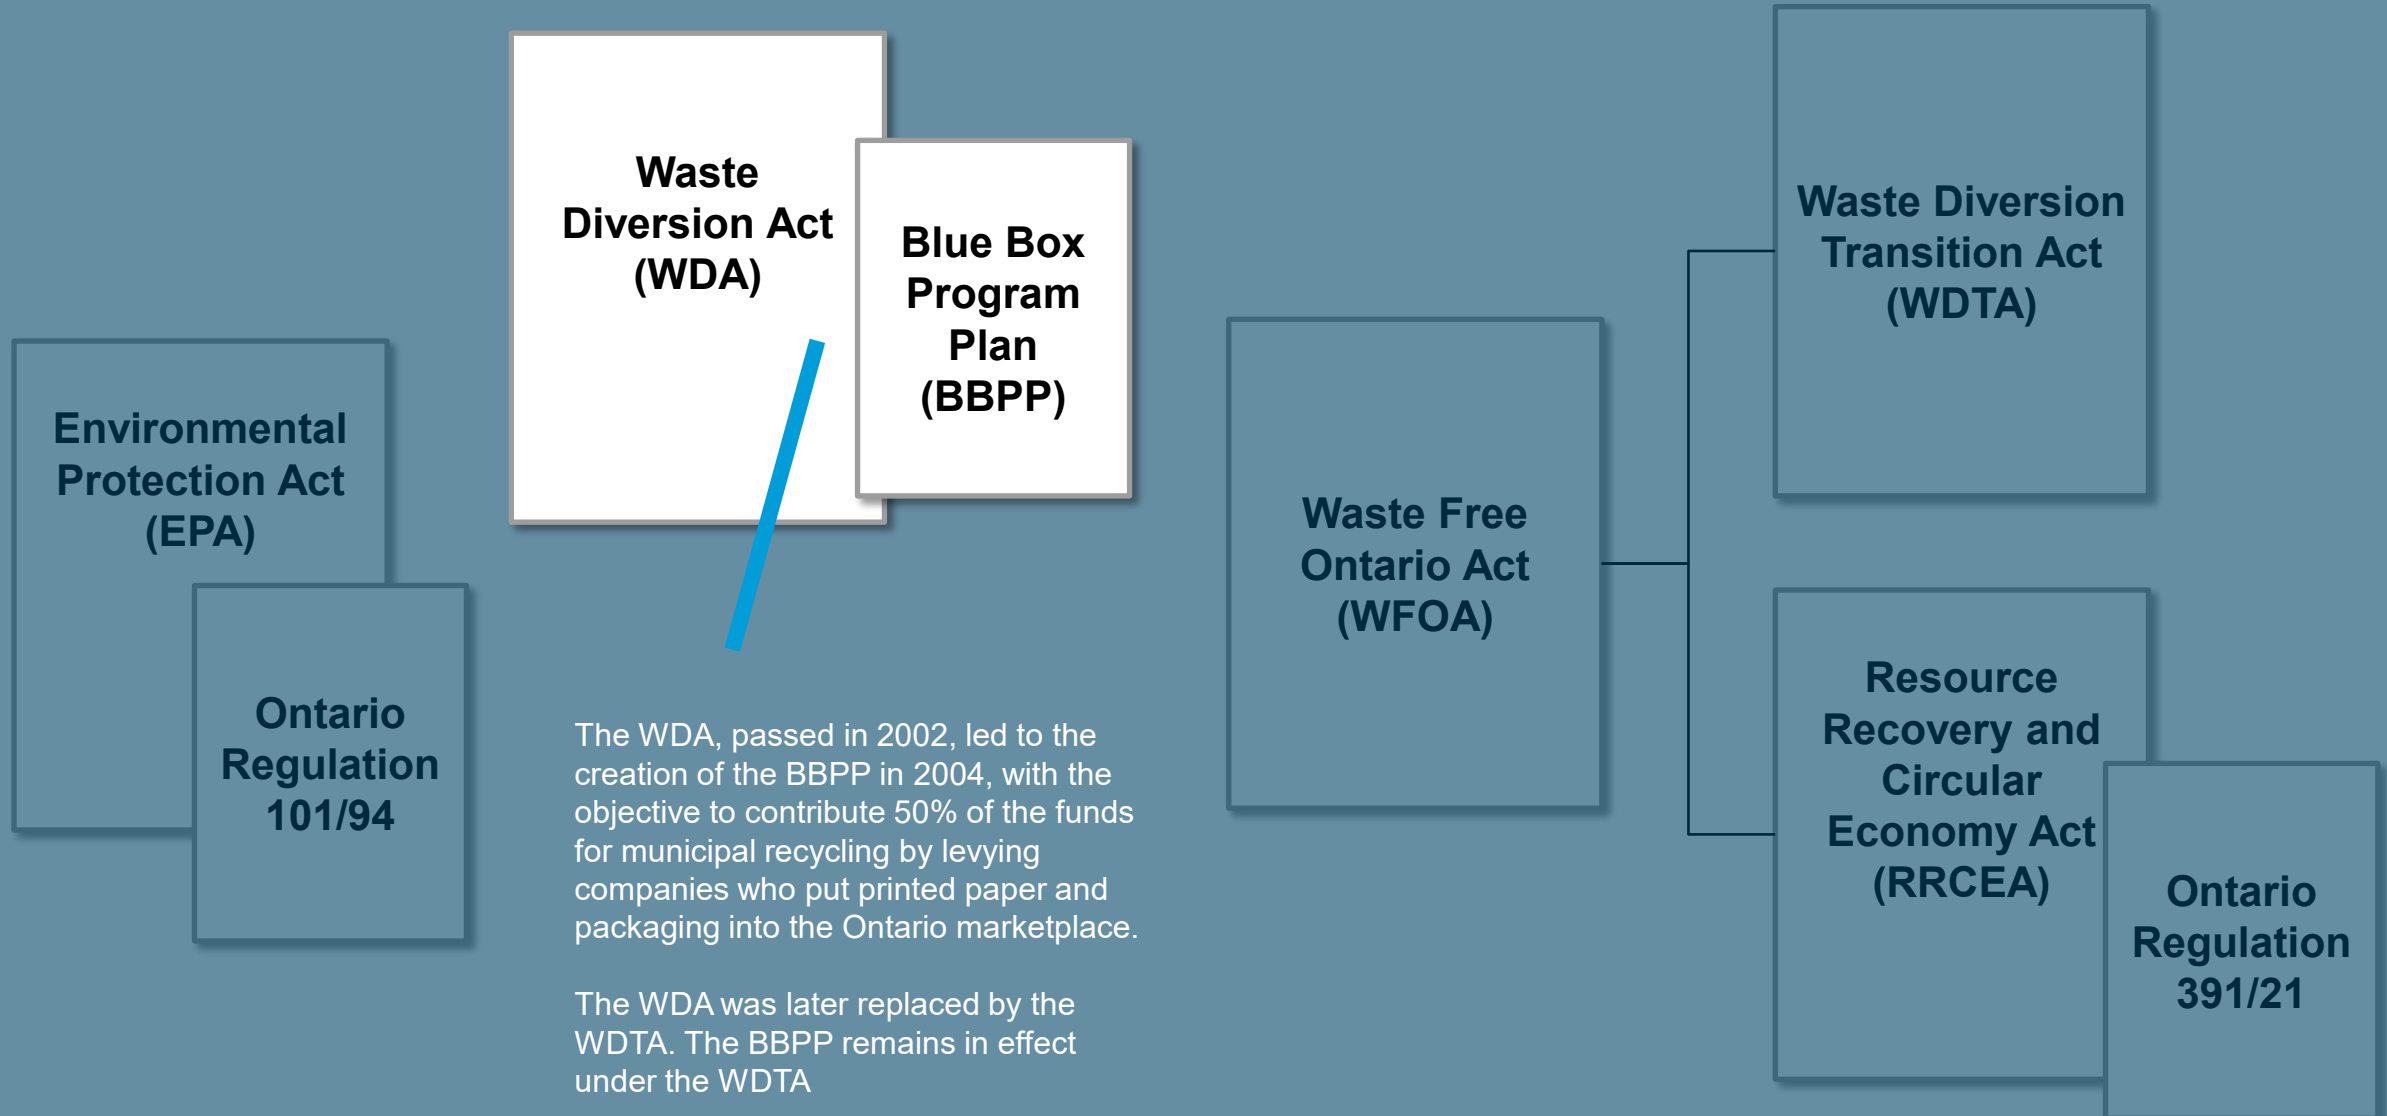 Waste
Diversion Act
(WDA)
Blue Box
Program
Plan
(BBPP)
Environmental
Protection Act
(EPA)
Ontario
Regulation
101/94
The WDA, passed in 2002, led to the
creation of the BBPP in 2004, with the
objective to contribute 50% of the funds
for municipal recycling by levying
companies who put printed paper and
packaging into the Ontario marketplace.
The WDA was later replaced by the
WDTA. The BBPP remains in effect
under the WDTA
Waste Free
Ontario Act
(WFOA)
Waste Diversion
Transition Act
(WDTA)
Resource
Recovery and
Circular
Economy Act
(RRCEA)
Ontario
Regulation
391/21